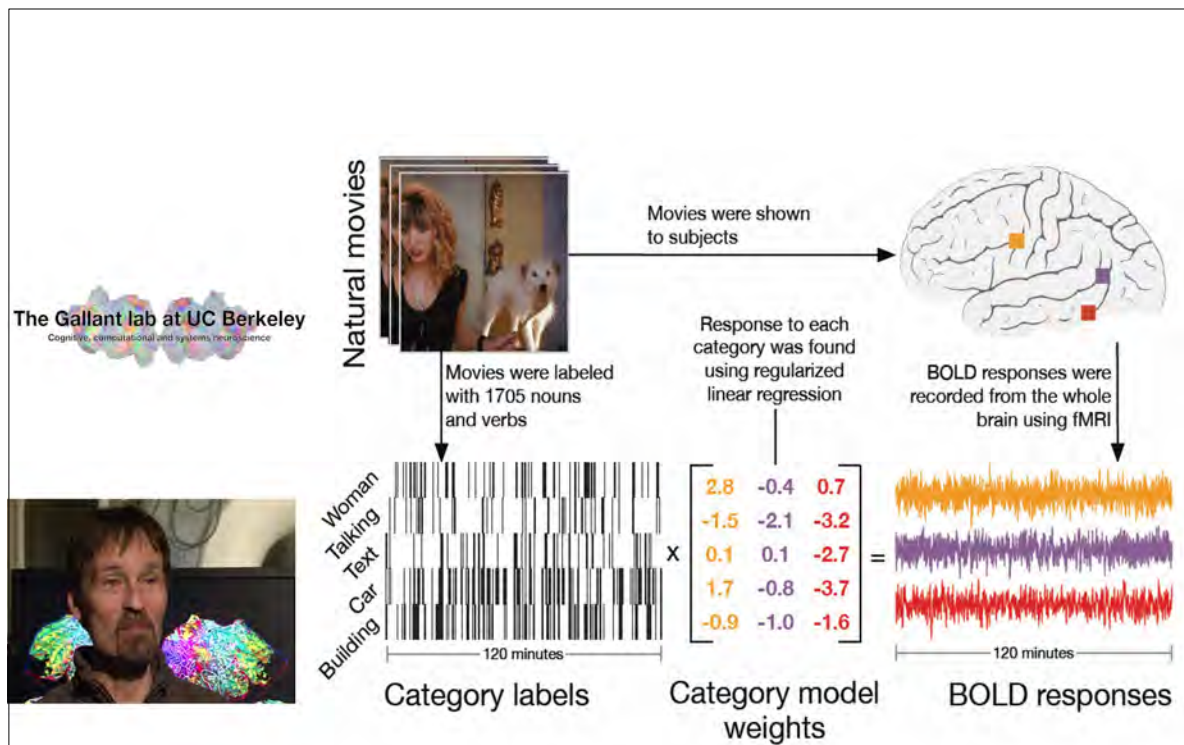 Natural movies
Movies were shown
to subjects
The Gallant lab at UC Berkeley
Cognitive, computational and systems neuroscience
Movies were labeled
with 1705 nouns
and verbs
Response to each
category was found
using regularized
linear regression
BOLD responses were
recorded from the whole
brain using fMRI
Woman
Talking
Text
Car
Building
x
2.8 -0.4 0.7
-1.5 -2.1 -3.2
0.1 0.1 -2.7
1.7 -0.8 -3.7
-0.9 -1.0 -1.6
=
120 minutes
120 minutes
Category labels
Category model
weights
BOLD responses